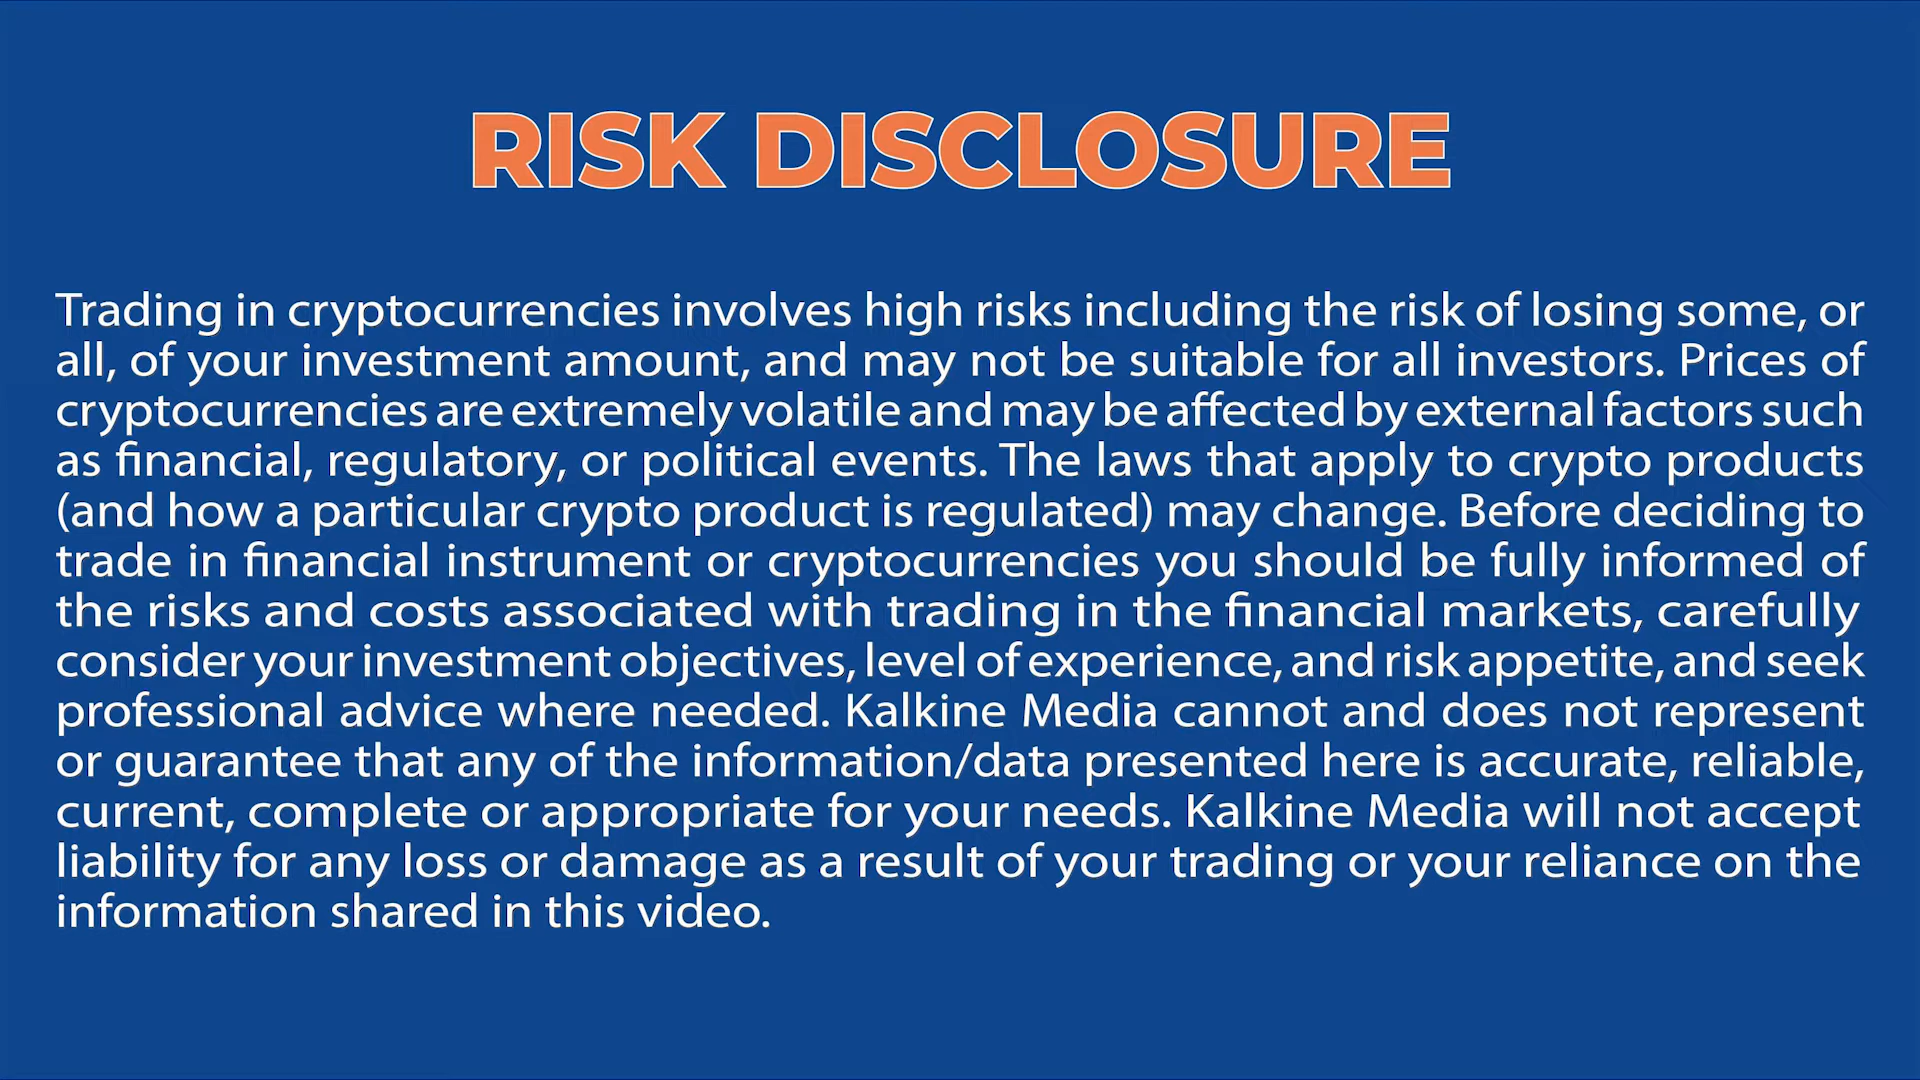 RISK DISCLOSURE
Trading in cryptocurrencies involves high risks including the risk of losing some, or
all, of your investment amount, and may not be suitable for all investors. Prices of
cryptocurrencies are extremely volatile and may be affected by external factors such
as financial, regulatory, or political events. The laws that apply to crypto products
(and how a particular crypto product is regulated) may change. Before deciding to
trade in financial instrument or cryptocurrencies you should be fully informed of
the risks and costs associated with trading in the financial markets, carefully
consider your investment objectives, level of experience, and risk appetite, and seek
professional advice where needed. Kalkine Media cannot and does not represent
or guarantee that any of the information/data presented here is accurate, reliable,
current, complete or appropriate for your needs. Kalkine Media will not accept
liability for any loss or damage as a result of your trading or your reliance on the
information shared in this video.